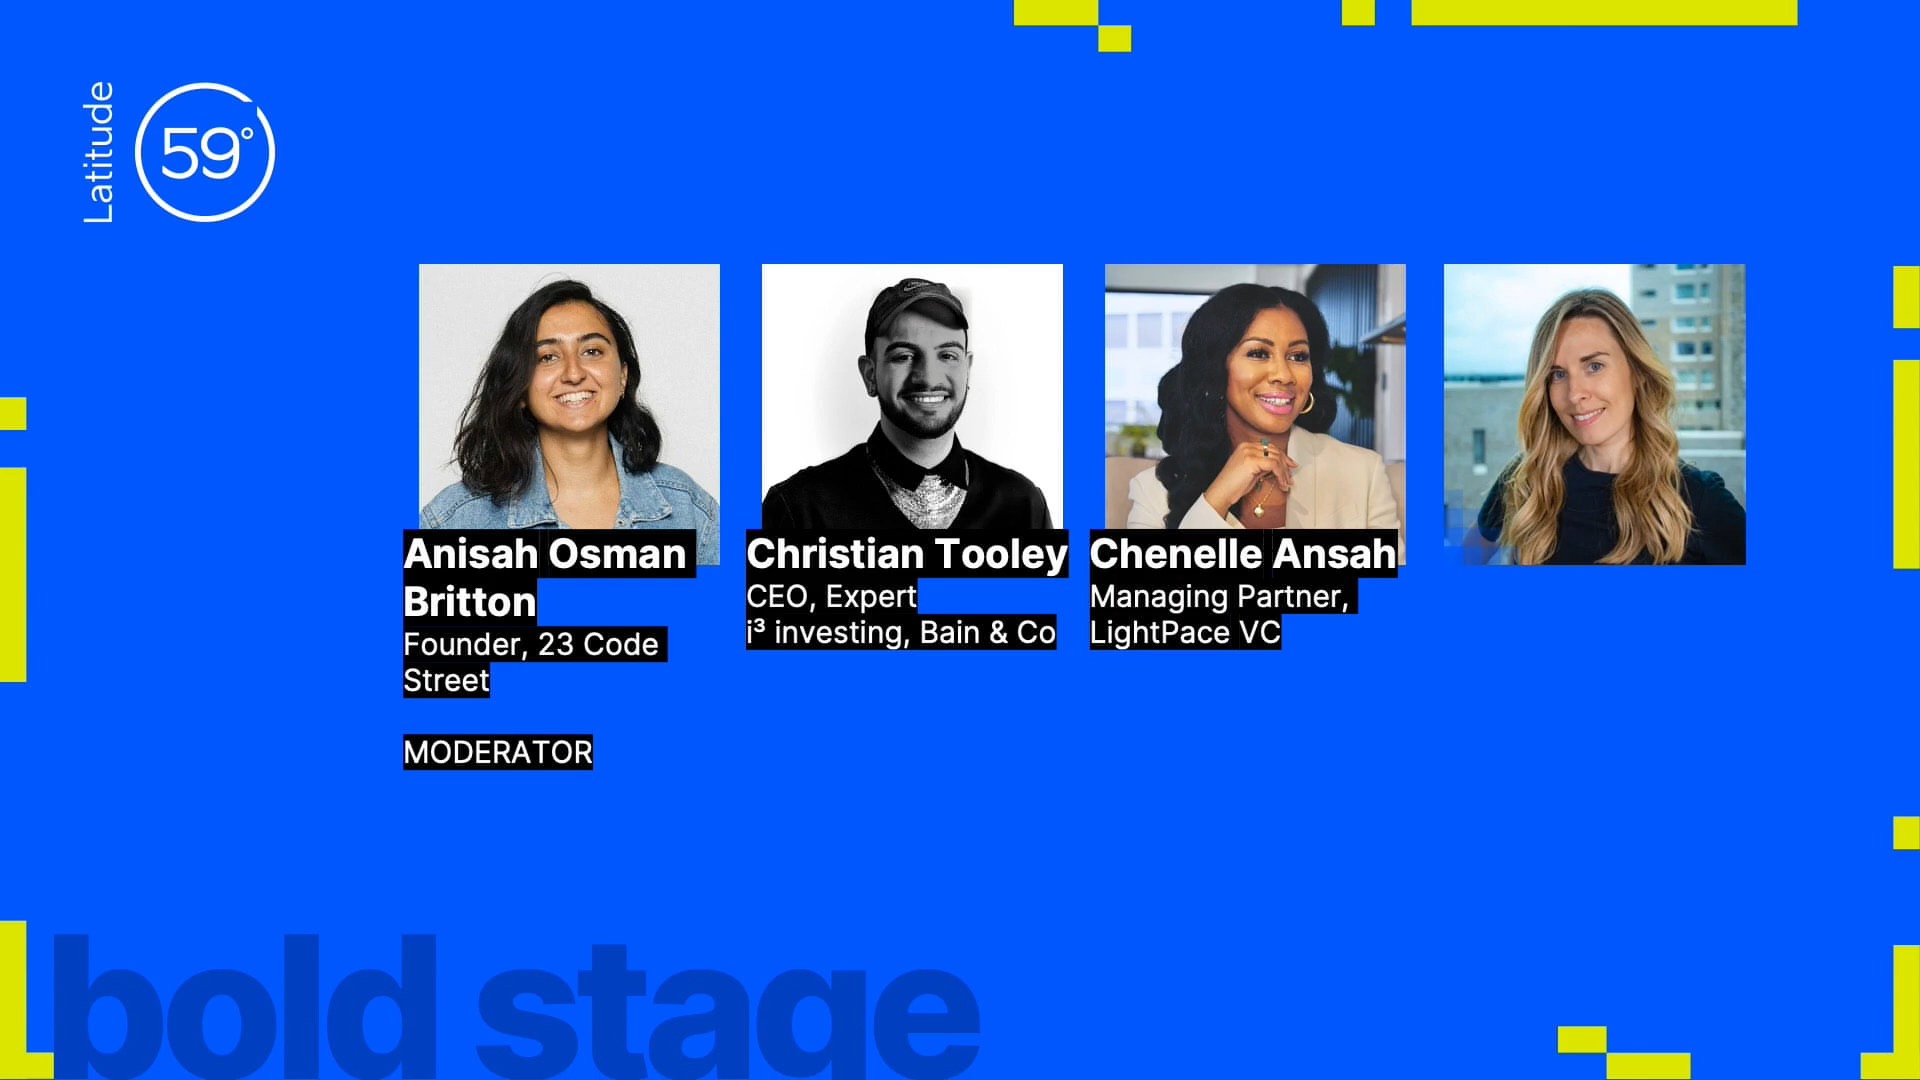 Latitude
59°
Anisah Osman
Britton
Founder, 23 Code
Street
MODERATOR
Christian Tooley
CEO, Expert
i³ investing, Bain & Co
Chenelle Ansah
Managing Partner,
LightPace VC
bold stage